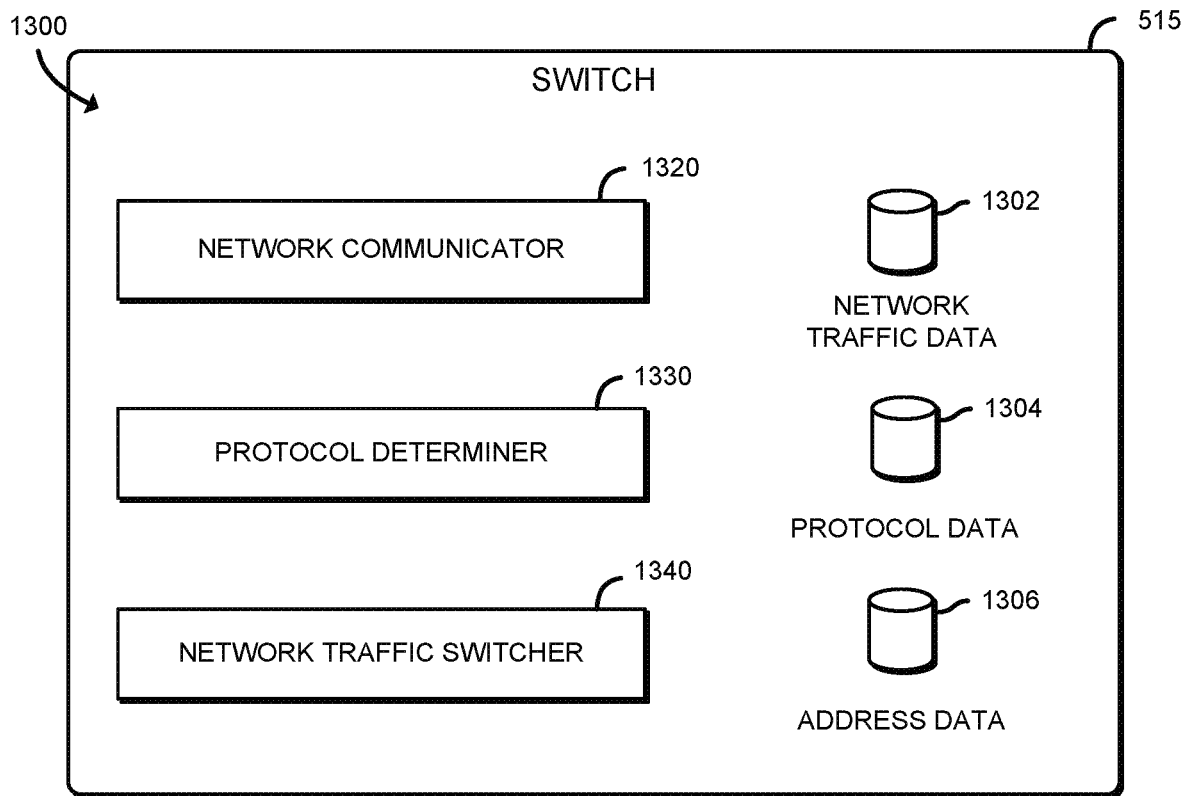 1300
515
SWITCH
1320
NETWORK COMMUNICATOR
1302
NETWORK
TRAFFIC DATA
1330
PROTOCOL DETERMINER
1304
PROTOCOL DATA
1340
NETWORK TRAFFIC SWITCHER
1306
ADDRESS DATA